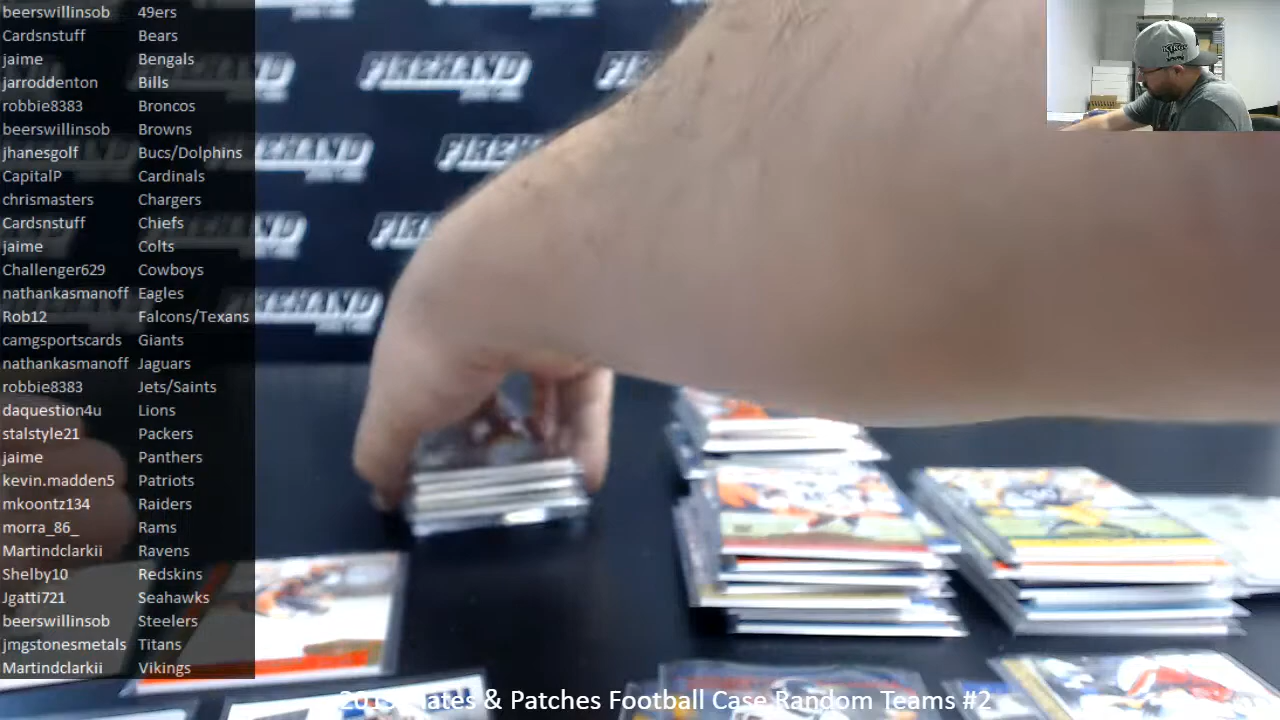 beerswillinsob 49ers
Cardsnstuff Bears
jaime Bengals
jarroddenton Bills
robbie8383 Broncos
beerswillinsob Browns
jhanesgolf Bucs/Dolphins
CapitalP Cardinals
chrismasters Chargers
Cardsnstuff Chiefs
jaime Colts
Challenger629 Cowboys
nathankasmanoff Eagles
Rob12 Falcons/Texans
camgsportscards Giants
nathankasmanoff Jaguars
robbie8383 Jets/Saints
daquestion4u Lions
stalstyle21 Packers
jaime Panthers
kevin.madden5 Patriots
mkoontz134 Raiders
morra_86_ Rams
Martindclarkii Ravens
Shelby10 Redskins
Jgatti721 Seahawks
beerswillinsob Steelers
jmgstonesmetals Titans
Martindclarkii Vikings
FIREHAND
FIREHAND
FIREHAND
& Patches Football Case Random Teams #2